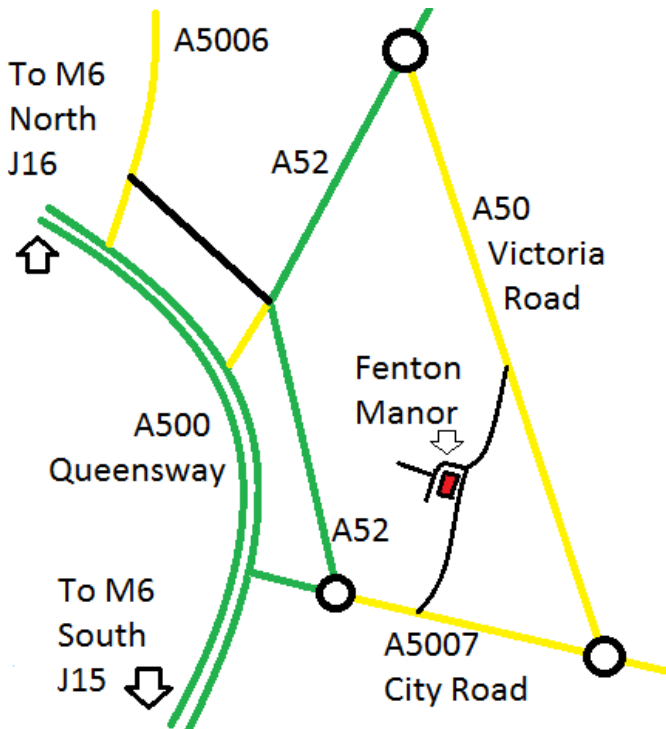 A5006
To M6
North
J16
A52
A50
Victoria
Road
Fenton
Manor
A500
Queensway
A52
To M6
South
J15
A5007
City Road